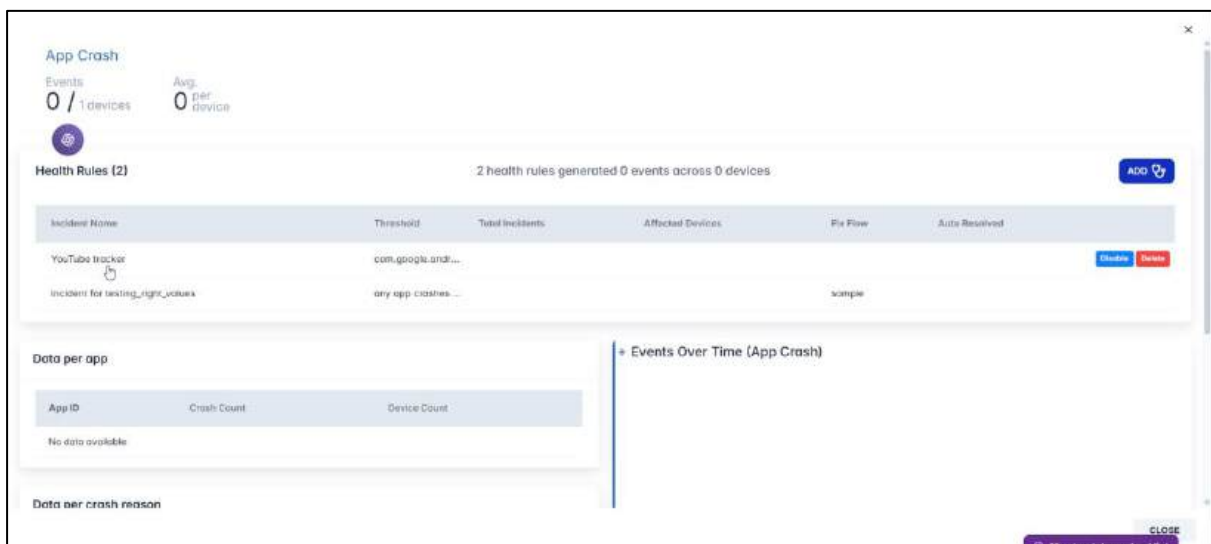 ×
App Crash
Events
0 / 1 devices
Avg.
0 per device
Health Rules (2)
2 health rules generated 0 events across 0 devices
ADD
Incident Name Threshold Total Incidents Affected Devices Fix Flow Auto Resolved
YouTube tracker com.google.andr... Disable Delete
Incident for testing_right_values any app crashes ... sample
Data per app
+ Events Over Time (App Crash)
App ID Crash Count Device Count
No data available
Data per crash reason
CLOSE